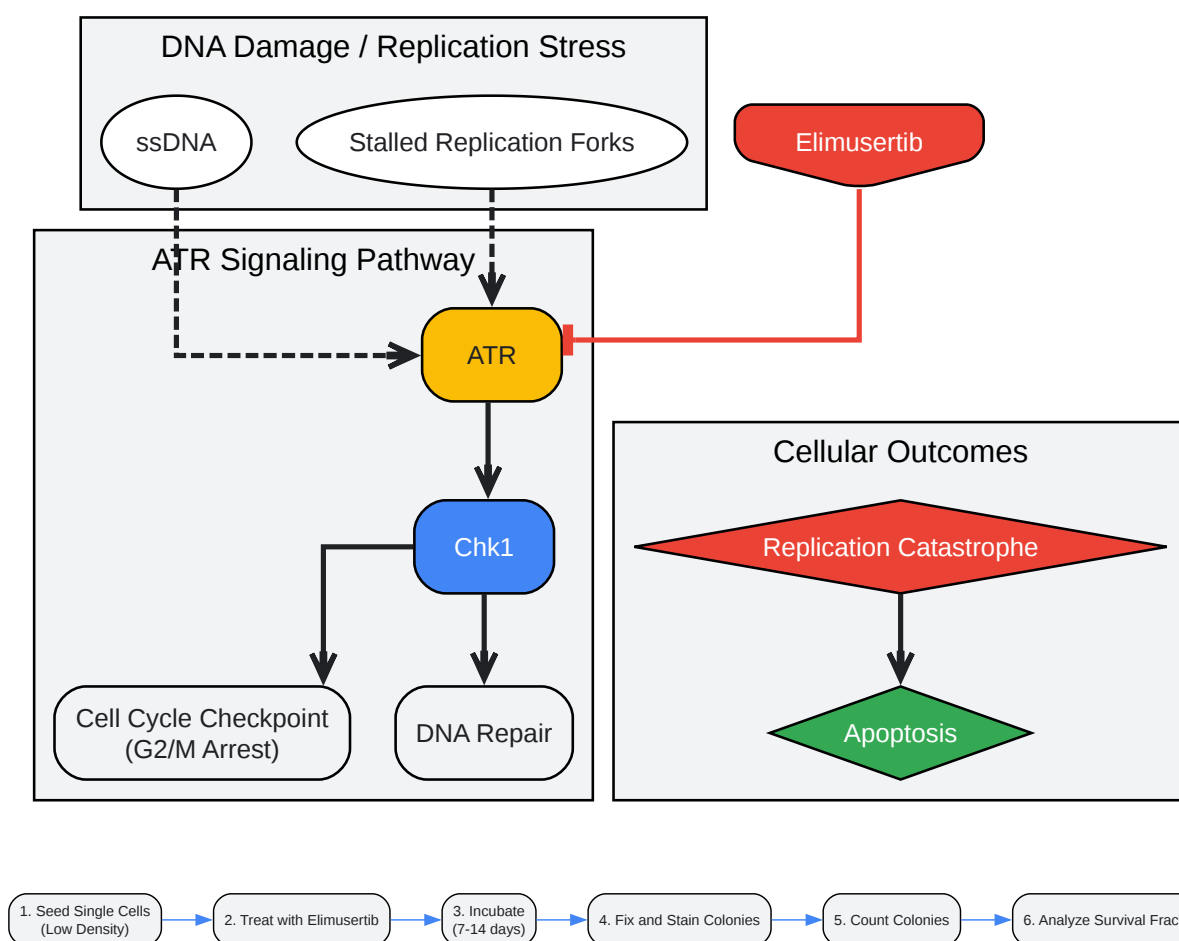 DNA Damage / Replication Stress
ssDNA
Stalled Replication Forks
Elimusertib
ATR Signaling Pathway
ATR
Chk1
Cell Cycle Checkpoint
(G2/M Arrest)
DNA Repair
Cellular Outcomes
Replication Catastrophe
Apoptosis
1. Seed Single Cells
(Low Density)
2. Treat with Elimusertib
3. Incubate
(7-14 days)
4. Fix and Stain Colonies
5. Count Colonies
6. Analyze Survival Frac